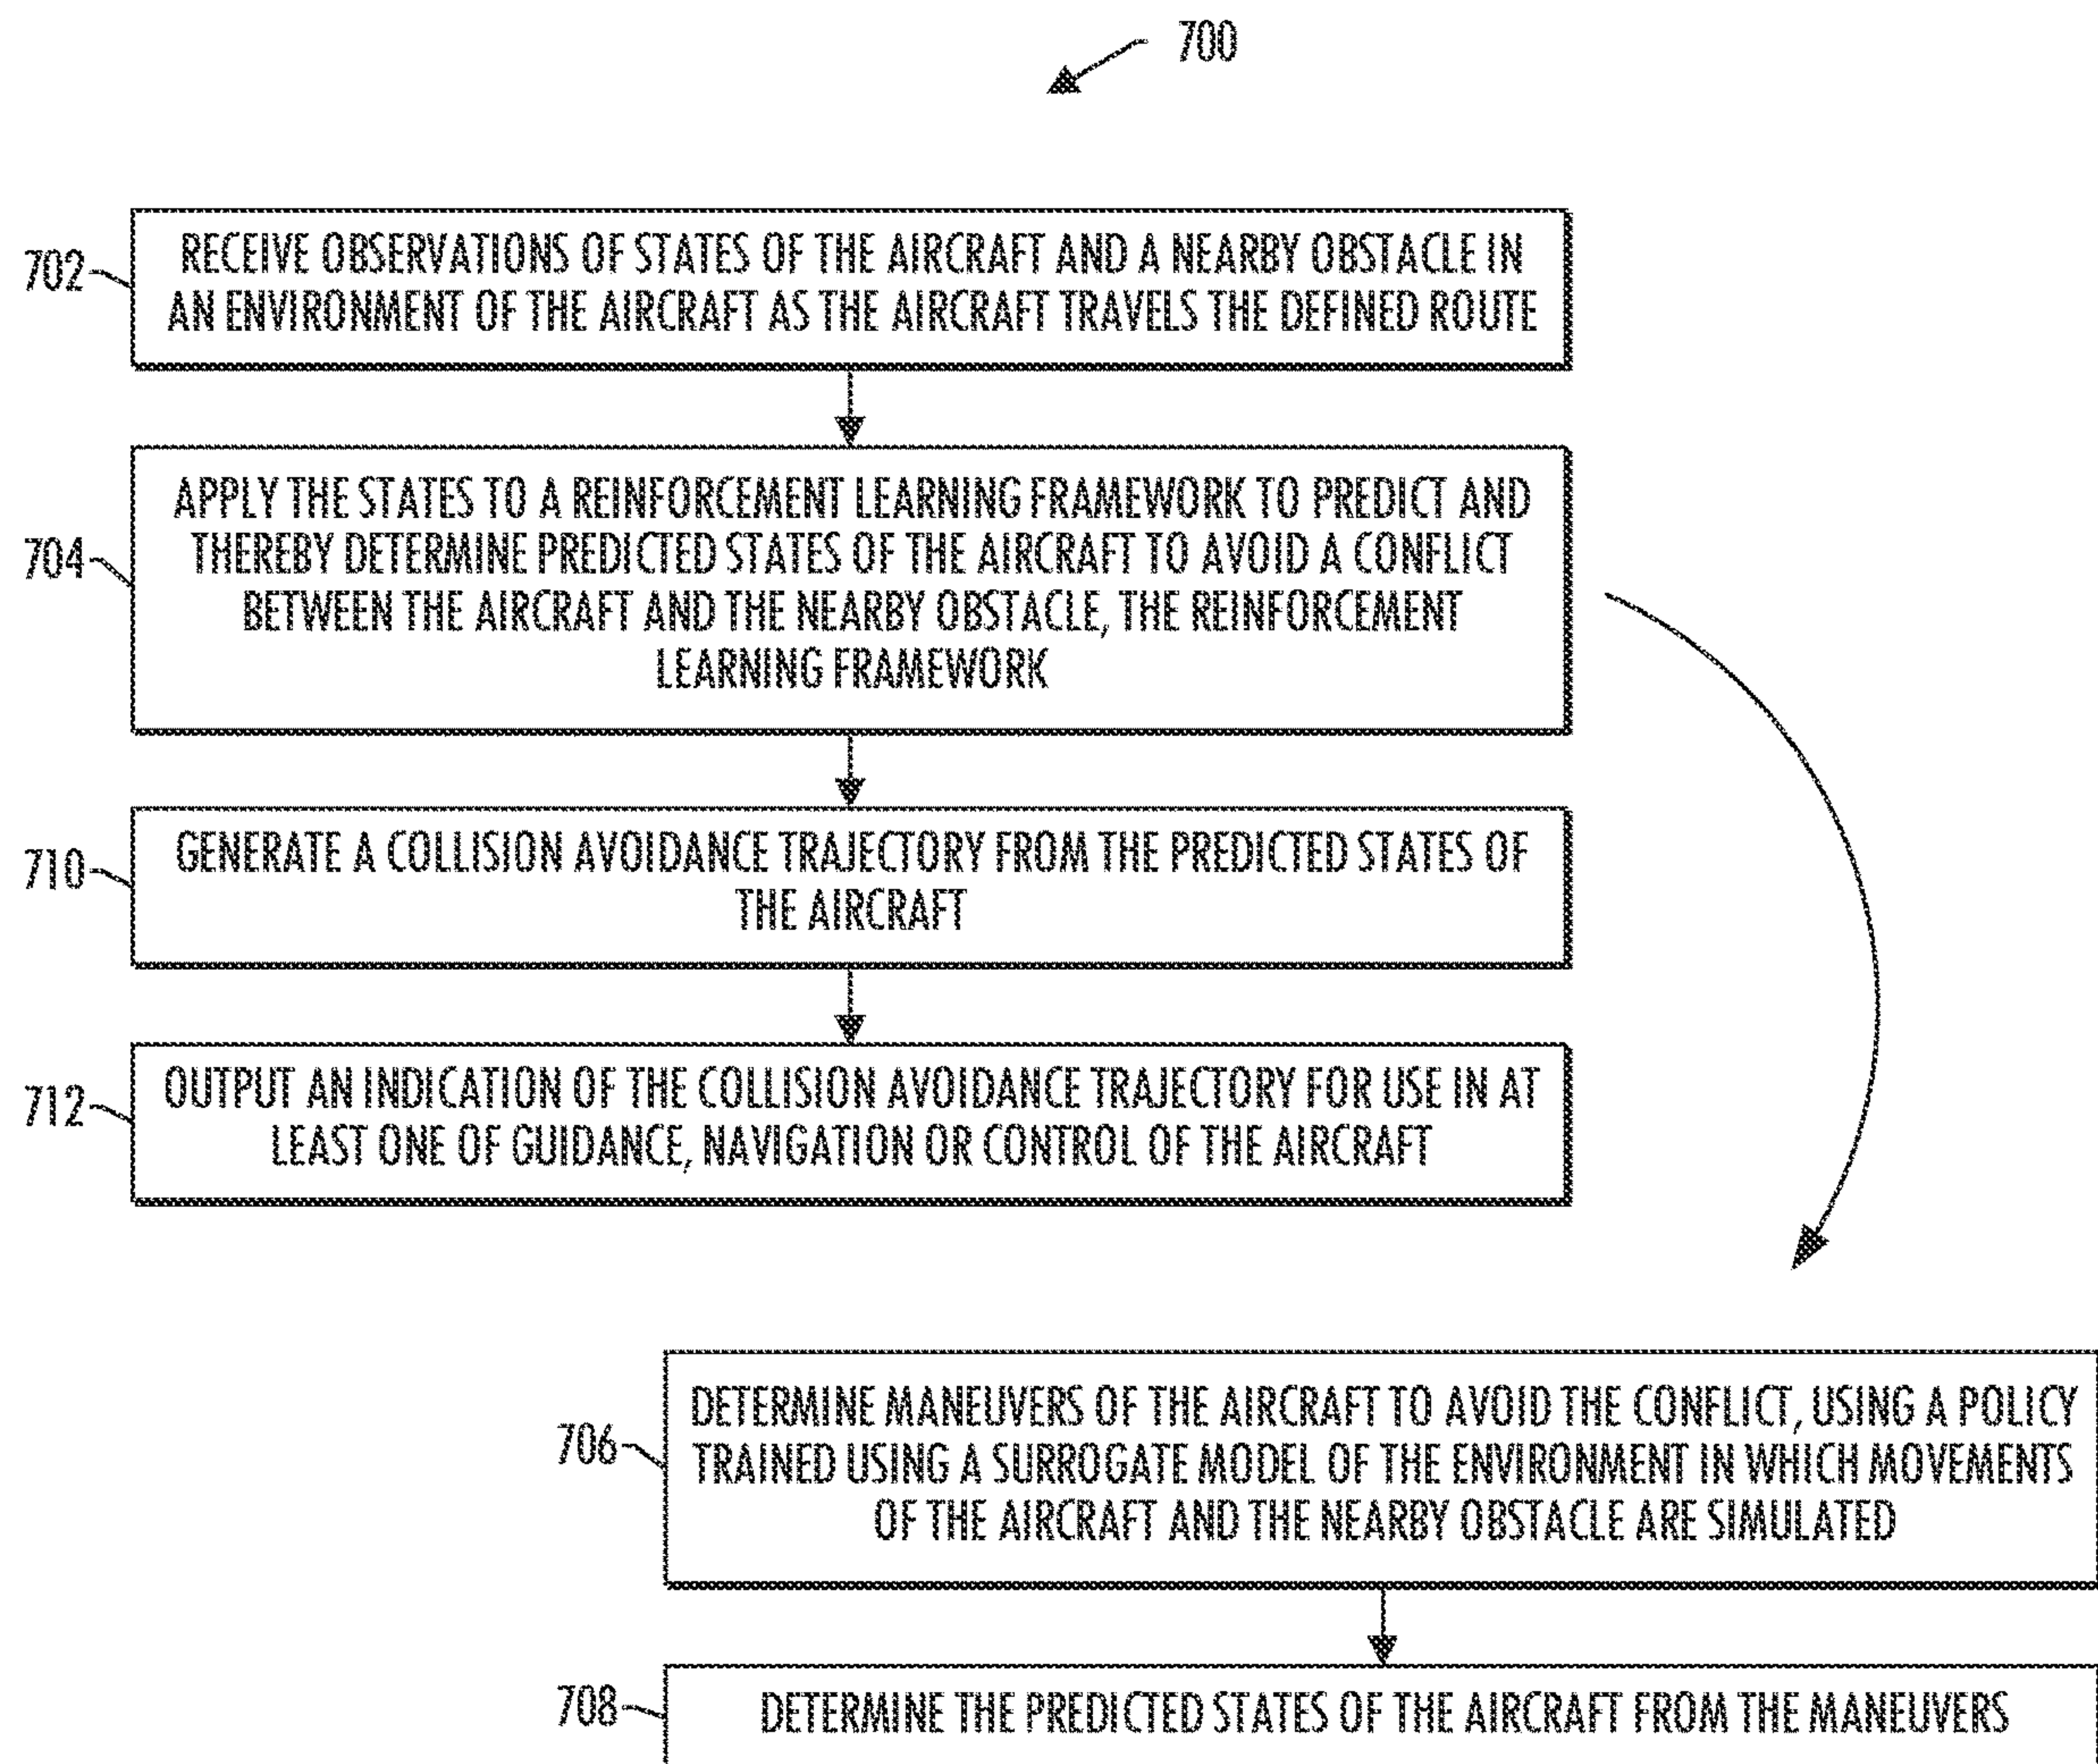 700
702
RECEIVE OBSERVATIONS OF STATES OF THE AIRCRAFT AND A NEARBY OBSTACLE IN
AN ENVIRONMENT OF THE AIRCRAFT AS THE AIRCRAFT TRAVELS THE DEFINED ROUTE
704
APPLY THE STATES TO A REINFORCEMENT LEARNING FRAMEWORK TO PREDICT AND
THEREBY DETERMINE PREDICTED STATES OF THE AIRCRAFT TO AVOID A CONFLICT
BETWEEN THE AIRCRAFT AND THE NEARBY OBSTACLE, THE REINFORCEMENT
LEARNING FRAMEWORK
710
GENERATE A COLLISION AVOIDANCE TRAJECTORY FROM THE PREDICTED STATES OF
THE AIRCRAFT
712
OUTPUT AN INDICATION OF THE COLLISION AVOIDANCE TRAJECTORY FOR USE IN AT
LEAST ONE OF GUIDANCE, NAVIGATION OR CONTROL OF THE AIRCRAFT
706
DETERMINE MANEUVERS OF THE AIRCRAFT TO AVOID THE CONFLICT, USING A POLICY
TRAINED USING A SURROGATE MODEL OF THE ENVIRONMENT IN WHICH MOVEMENTS
OF THE AIRCRAFT AND THE NEARBY OBSTACLE ARE SIMULATED
708
DETERMINE THE PREDICTED STATES OF THE AIRCRAFT FROM THE MANEUVERS